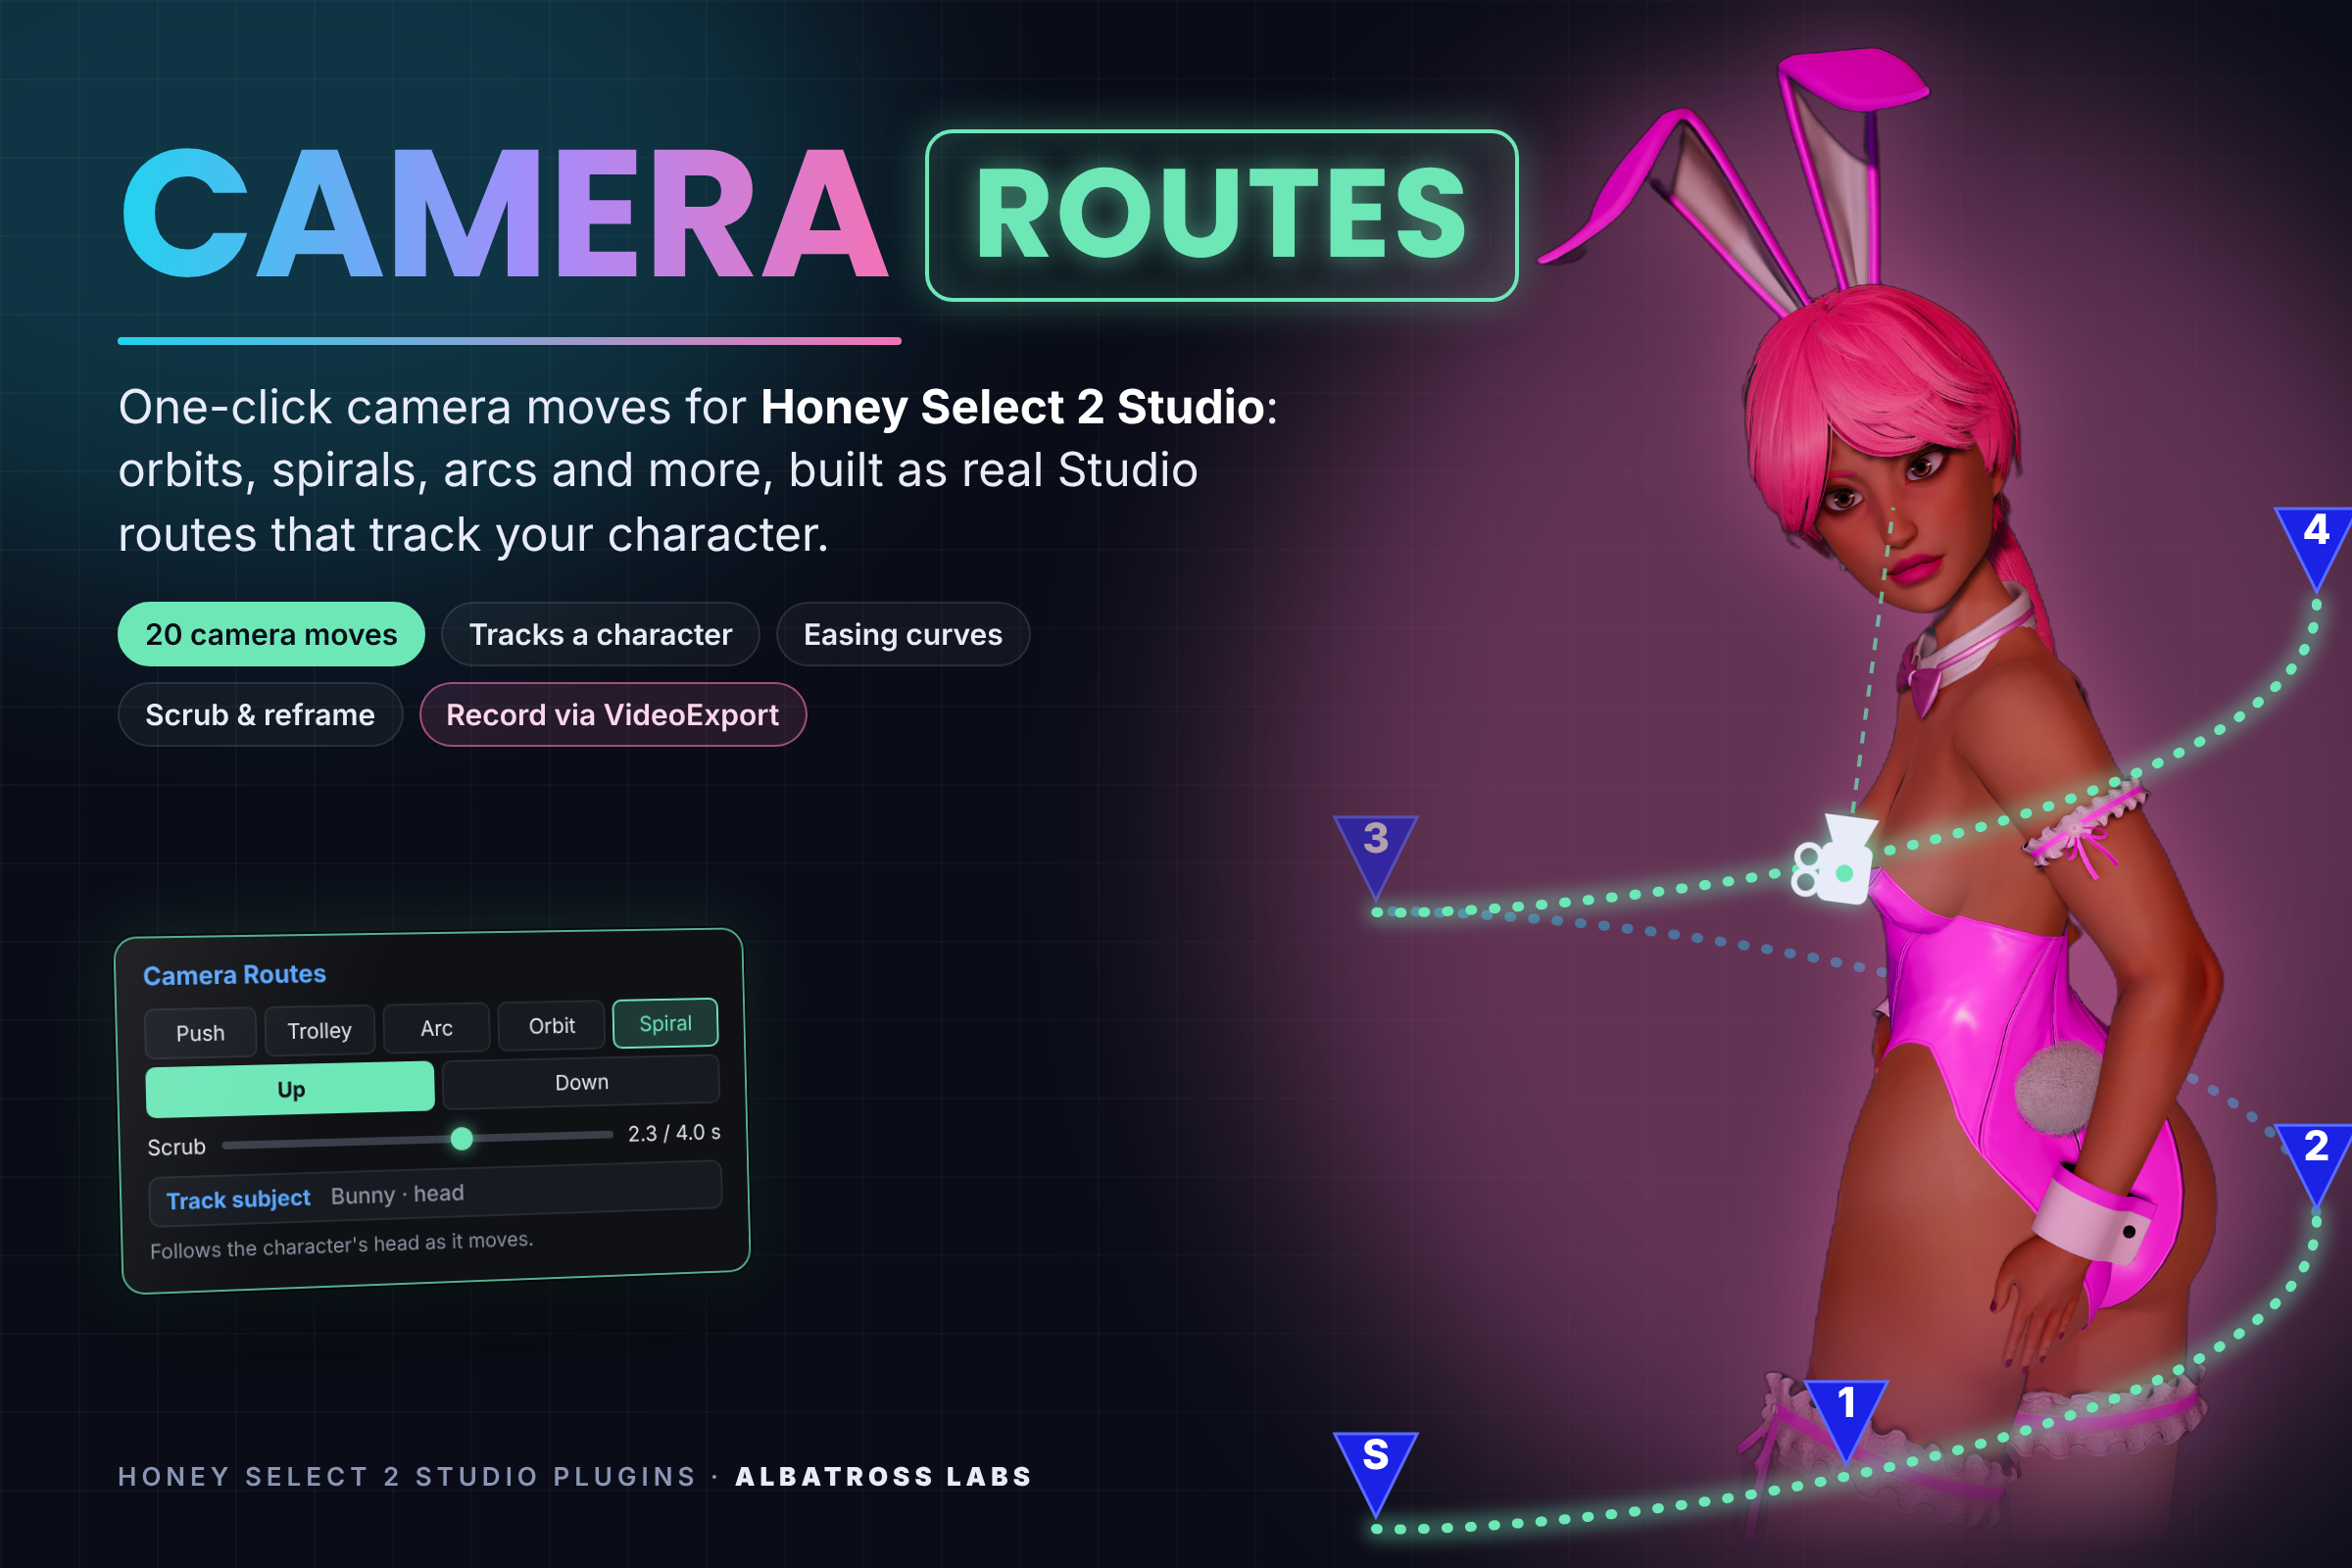 CAMERA ROUTES
One-click camera moves for Honey Select 2 Studio:
orbits, spirals, arcs and more, built as real Studio
routes that track your character.
20 camera moves Tracks a character Easing curves
Scrub & reframe Record via VideoExport
Camera Routes
Push Trolley Arc Orbit Spiral
Up Down
Scrub 2.3 / 4.0 s
Track subject Bunny · head
Follows the character's head as it moves.
HONEY SELECT 2 STUDIO PLUGINS · ALBATROSS LABS
4
3
2
1
S